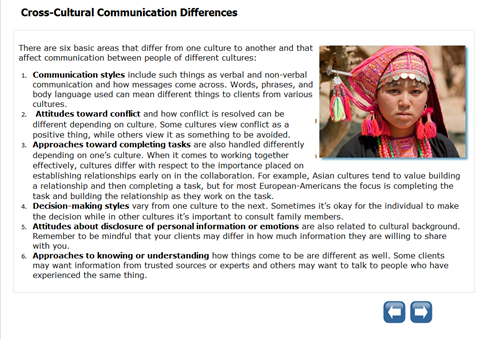 Cross-Cultural Communication Differences
There are six basic areas that differ from one culture to another and that
affect communication between people of different cultures:
1. Communication styles include such things as verbal and non-verbal
communication and how messages come across. Words, phrases, and
body language used can mean different things to clients from various
cultures.
2. Attitudes toward conflict and how conflict is resolved can be
different depending on culture. Some cultures view conflict as a
positive thing, while others view it as something to be avoided.
3. Approaches toward completing tasks are also handled differently
depending on one's culture. When it comes to working together
effectively, cultures differ with respect to the importance placed on
establishing relationships early on in the collaboration. For example, Asian cultures tend to value building
a relationship and then completing a task, but for most European-Americans the focus is completing the
task and building the relationship as they work on the task.
4. Decision-making styles vary from one culture to the next. Sometimes it's okay for the individual to make
the decision while in other cultures it's important to consult family members.
5. Attitudes about disclosure of personal information or emotions are also related to cultural background.
Remember to be mindful that your clients may differ in how much information they are willing to share
with you.
6. Approaches to knowing or understanding how things come to be are different as well. Some clients
may want information from trusted sources or experts and others may want to talk to people who have
experienced the same thing.